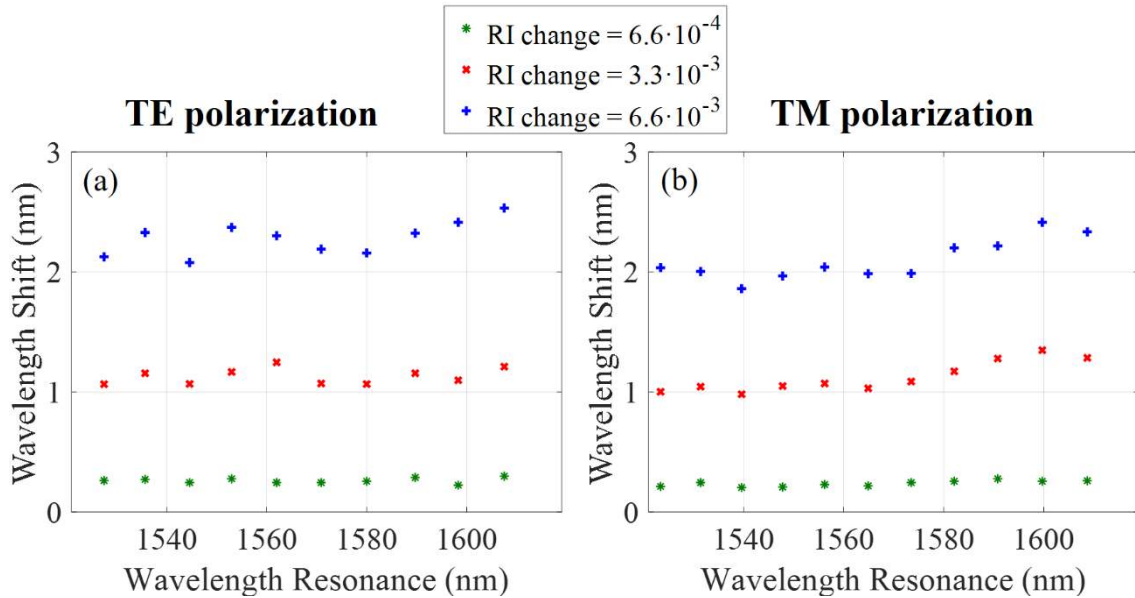 RI change = 6.6·10-4
RI change = 3.3·10-3
RI change = 6.6·10-3
TE polarization
TM polarization
(a)
3
2
1
0
Wavelength Shift (nm)
1540 1560 1580 1600
Wavelength Resonance (nm)
(b)
3
2
1
0
Wavelength Shift (nm)
1540 1560 1580 1600
Wavelength Resonance (nm)